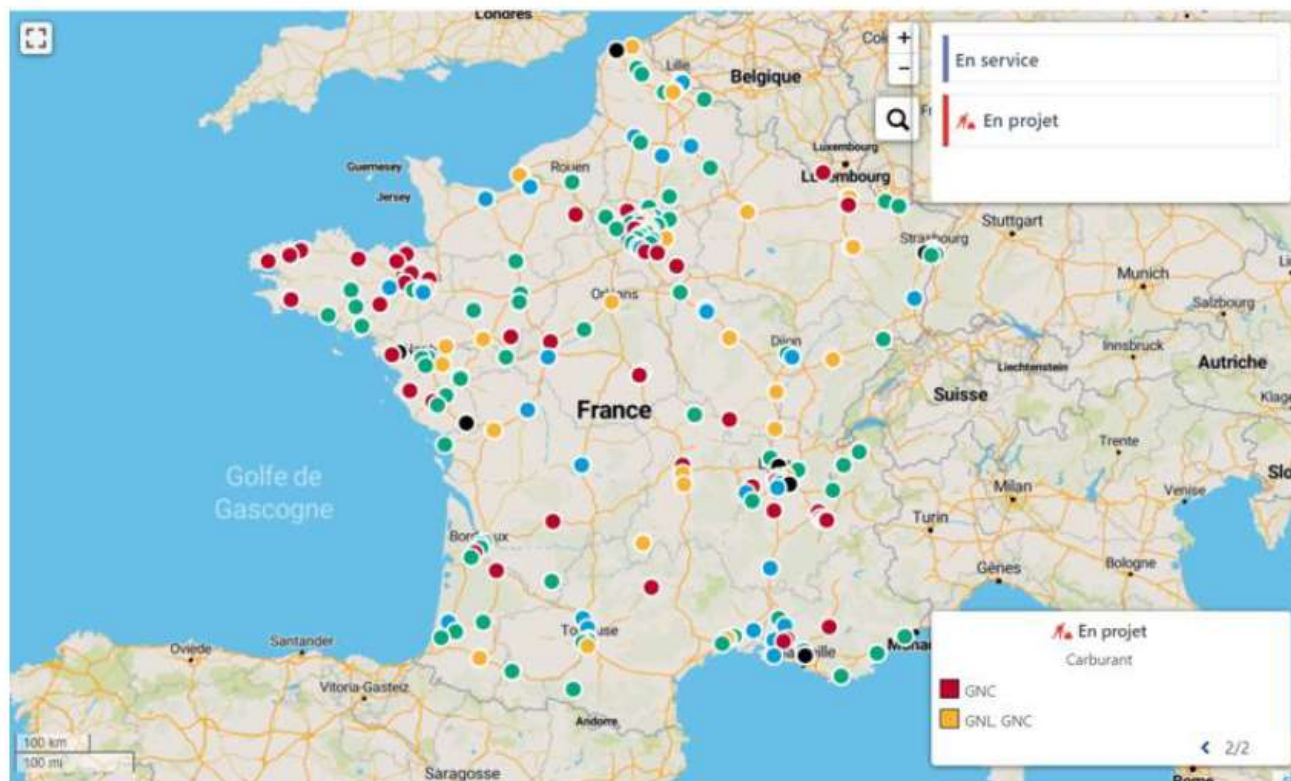 Londres
Lille
Belgique
+
−
En service
En projet
Luxembourg
Luxembourg
Guernesey
Jersey
Rouen
Strasbourg
Stuttgart
Munich
Salzbourg
Orléans
Dijon
Innsbruck
Liechtenstein
Autriche
France
Suisse
Trente
Golfe de
Gascogne
Milan
Venise
Turin
Bordeaux
Gênes
Bologne
Toulouse
Oviedo
Santander
Vitoria-Gasteiz
Andorre
Saragosse
100 km
100 mi
En projet
Carburant
GNC
GNL, GNC
2/2